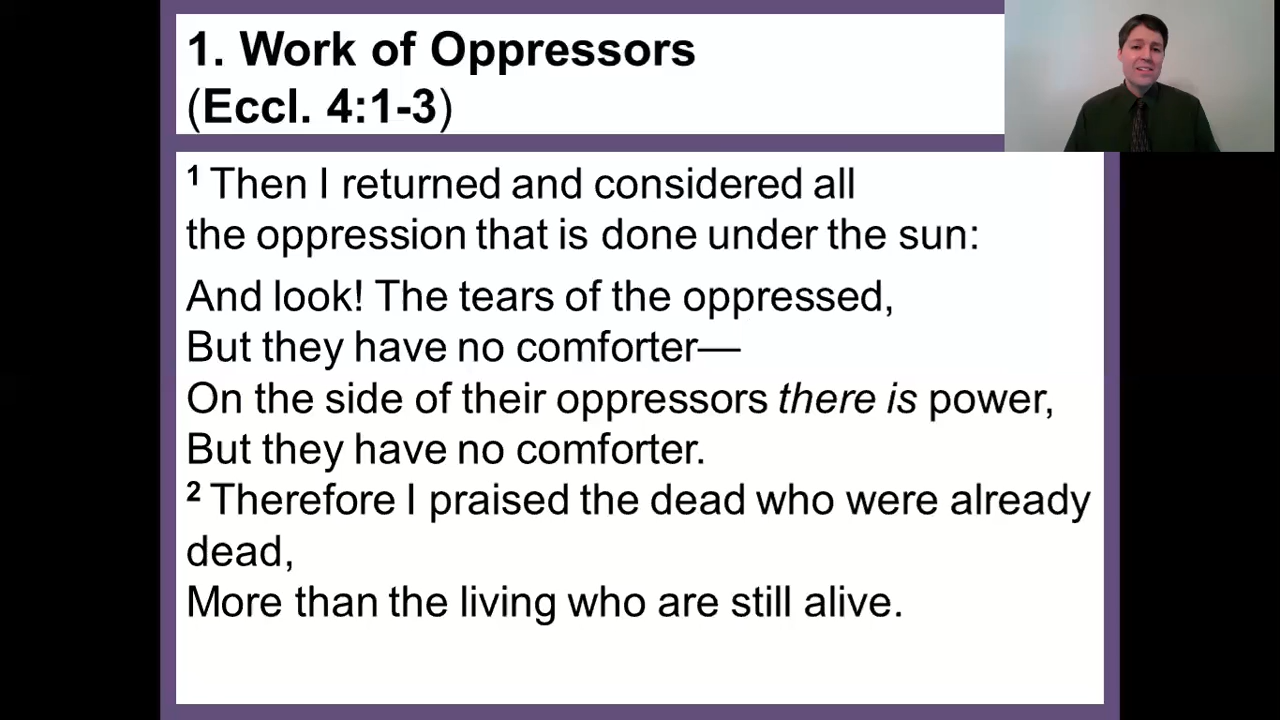 1. Work of Oppressors
(Eccl. 4:1-3)
1 Then I returned and considered all
the oppression that is done under the sun:
And look! The tears of the oppressed,
But they have no comforter—
On the side of their oppressors there is power,
But they have no comforter.
2 Therefore I praised the dead who were already
dead,
More than the living who are still alive.